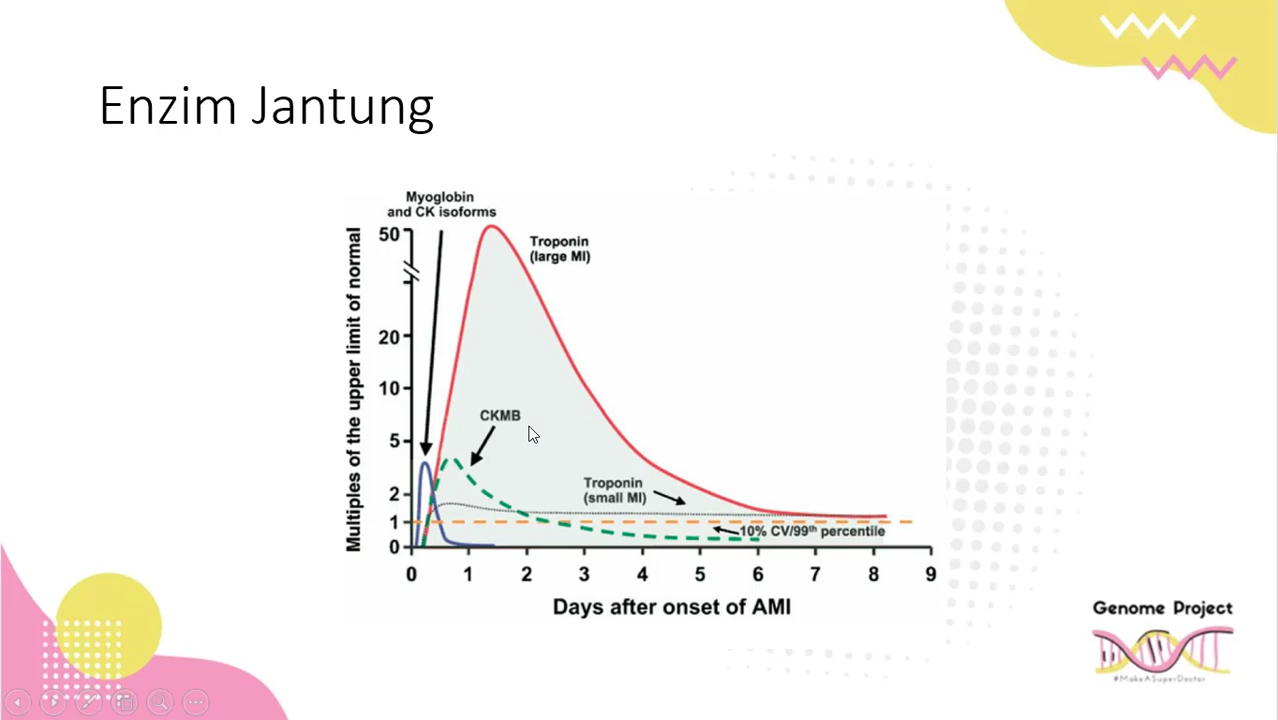 Enzim Jantung
Myoglobin
and CK isoforms
Multiples of the upper limit of normal
50
20
10
5
2
1
0
Troponin
(large MI)
CKMB
Troponin
(small MI)
10% CV/99th percentile
0 1 2 3 4 5 6 7 8 9
Days after onset of AMI
Genome Project
#MakeASuperDoctor